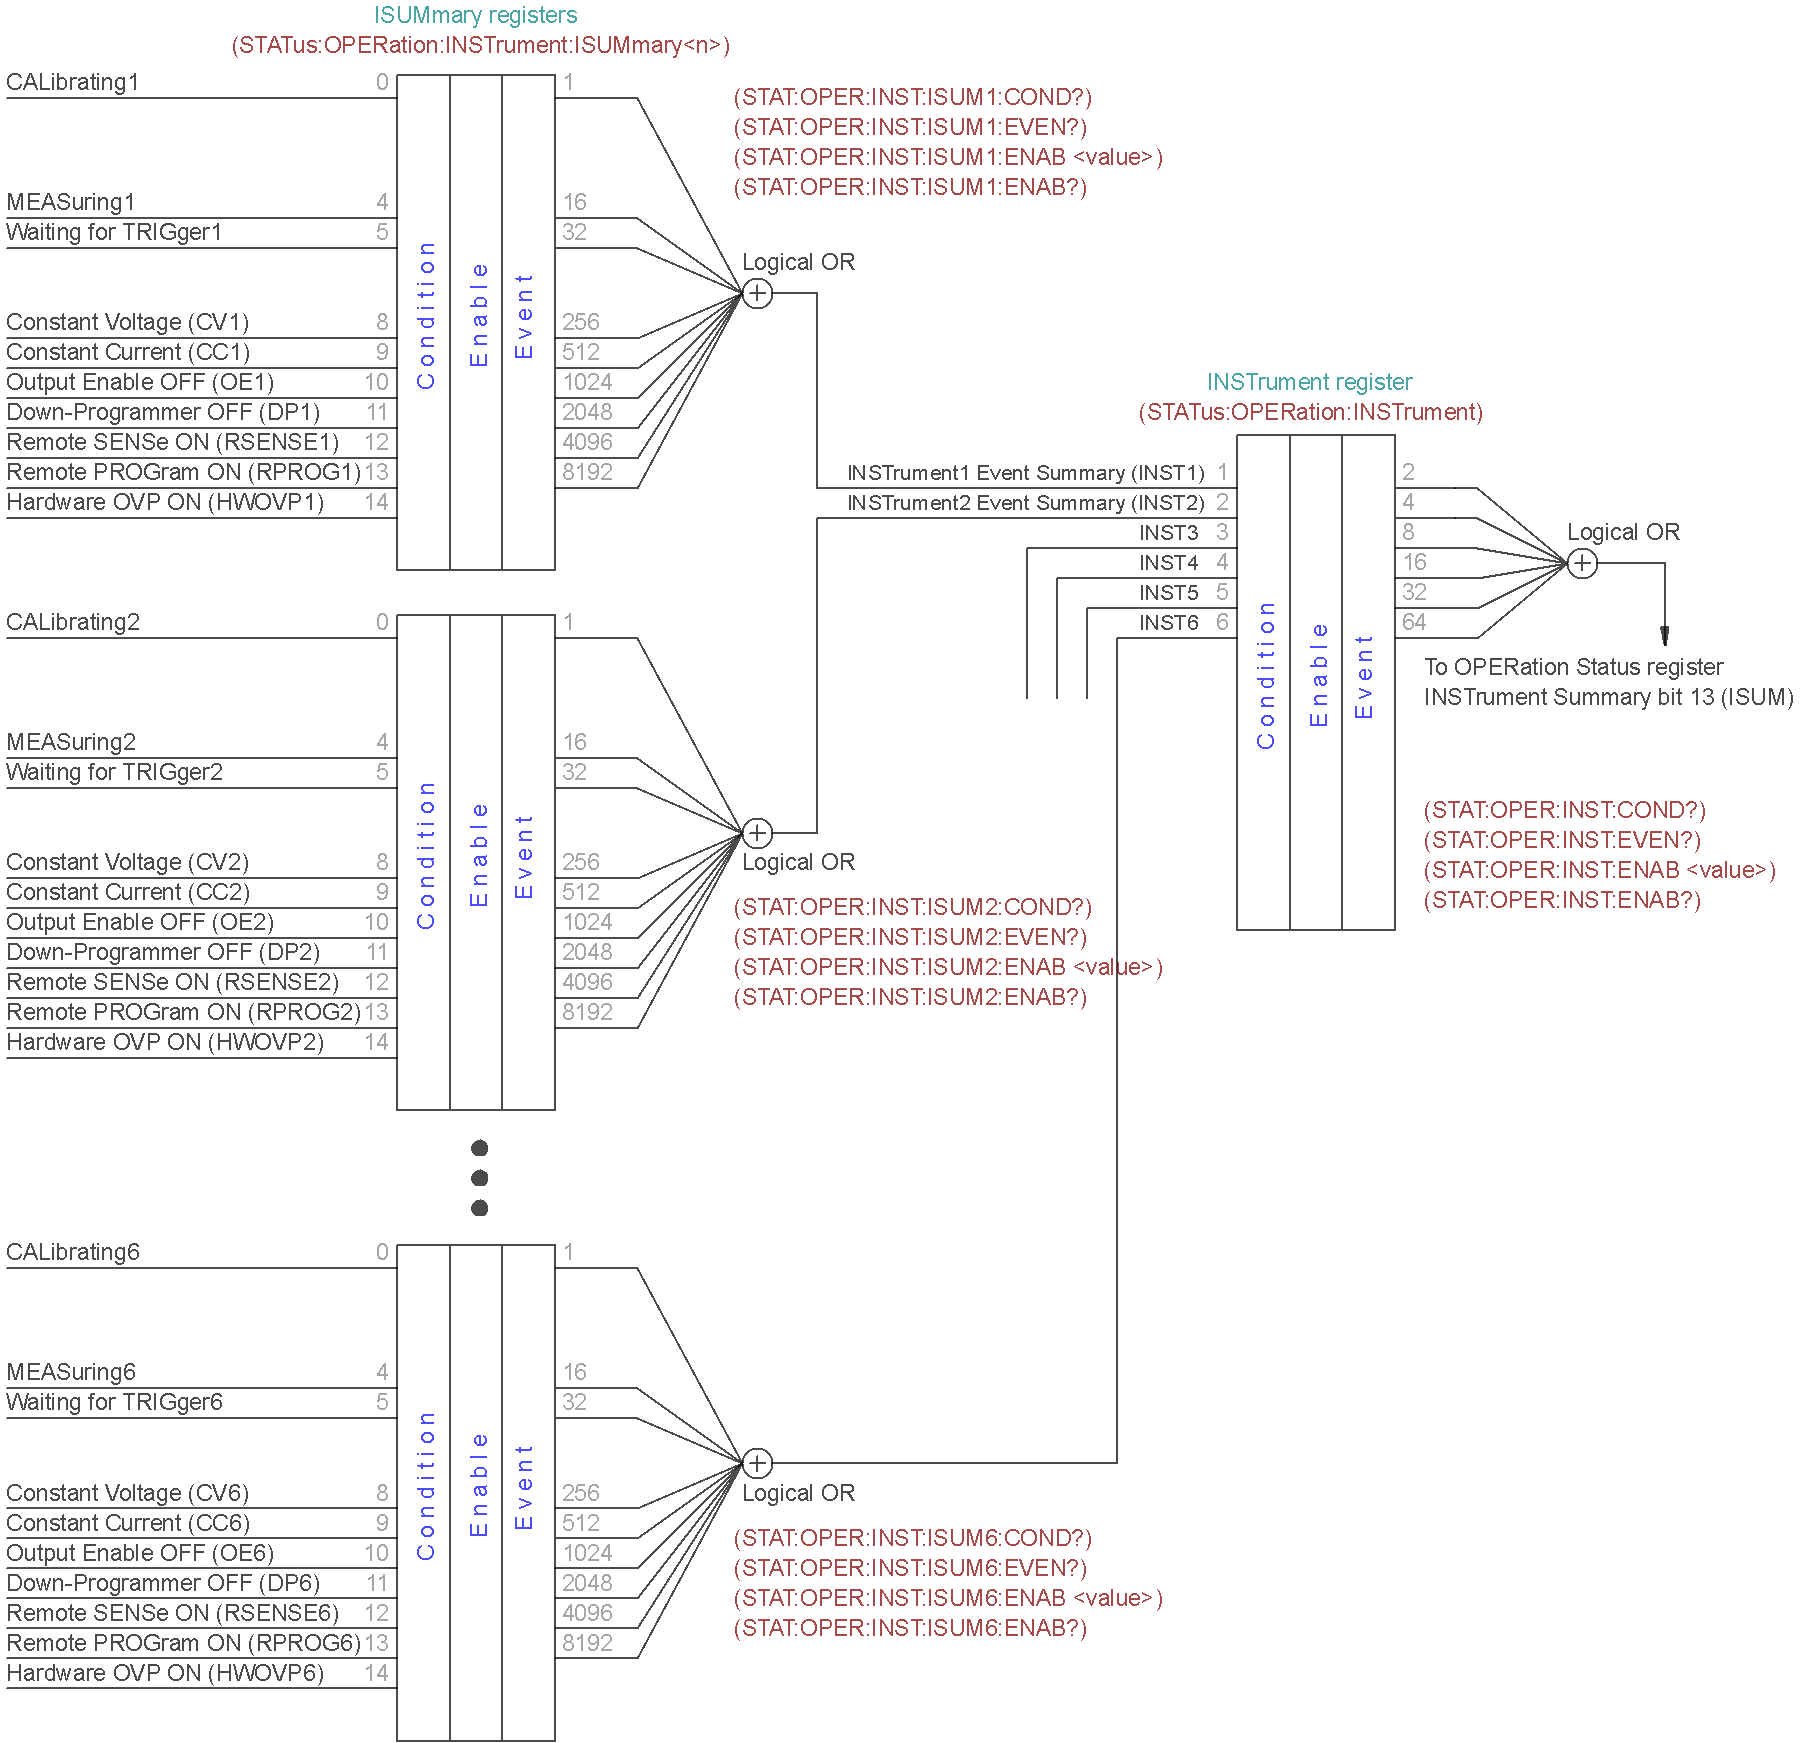 ISUMmary registers
(STATus:OPERation:INSTrument:ISUMmary<n>)
CALibrating1 0 1
(STAT:OPER:INST:ISUM1:COND?)
(STAT:OPER:INST:ISUM1:EVEN?)
(STAT:OPER:INST:ISUM1:ENAB <value>)
(STAT:OPER:INST:ISUM1:ENAB?)
MEASuring1 4 16
Waiting for TRIGger1 5 32
Logical OR
Constant Voltage (CV1) 8 256
Constant Current (CC1) 9 512
Output Enable OFF (OE1) 10 1024
Down-Programmer OFF (DP1) 11 2048
Remote SENSe ON (RSENSE1) 12 4096
Remote PROGram ON (RPROG1) 13 8192
Hardware OVP ON (HWOVP1) 14
Condition
Enable
Event
INSTrument register
(STATus:OPERation:INSTrument)
INSTrument1 Event Summary (INST1) 1 2
INSTrument2 Event Summary (INST2) 2 4
INST3 3 8
INST4 4 16
INST5 5 32
INST6 6 64
Logical OR
Condition
Enable
Event
To OPERation Status register
INSTrument Summary bit 13 (ISUM)
(STAT:OPER:INST:COND?)
(STAT:OPER:INST:EVEN?)
(STAT:OPER:INST:ENAB <value>)
(STAT:OPER:INST:ENAB?)
CALibrating2 0 1
MEASuring2 4 16
Waiting for TRIGger2 5 32
Logical OR
Constant Voltage (CV2) 8 256
Constant Current (CC2) 9 512
Output Enable OFF (OE2) 10 1024
Down-Programmer OFF (DP2) 11 2048
Remote SENSe ON (RSENSE2) 12 4096
Remote PROGram ON (RPROG2) 13 8192
Hardware OVP ON (HWOVP2) 14
Condition
Enable
Event
(STAT:OPER:INST:ISUM2:COND?)
(STAT:OPER:INST:ISUM2:EVEN?)
(STAT:OPER:INST:ISUM2:ENAB <value>)
(STAT:OPER:INST:ISUM2:ENAB?)
CALibrating6 0 1
MEASuring6 4 16
Waiting for TRIGger6 5 32
Logical OR
Constant Voltage (CV6) 8 256
Constant Current (CC6) 9 512
Output Enable OFF (OE6) 10 1024
Down-Programmer OFF (DP6) 11 2048
Remote SENSe ON (RSENSE6) 12 4096
Remote PROGram ON (RPROG6) 13 8192
Hardware OVP ON (HWOVP6) 14
Condition
Enable
Event
(STAT:OPER:INST:ISUM6:COND?)
(STAT:OPER:INST:ISUM6:EVEN?)
(STAT:OPER:INST:ISUM6:ENAB <value>)
(STAT:OPER:INST:ISUM6:ENAB?)